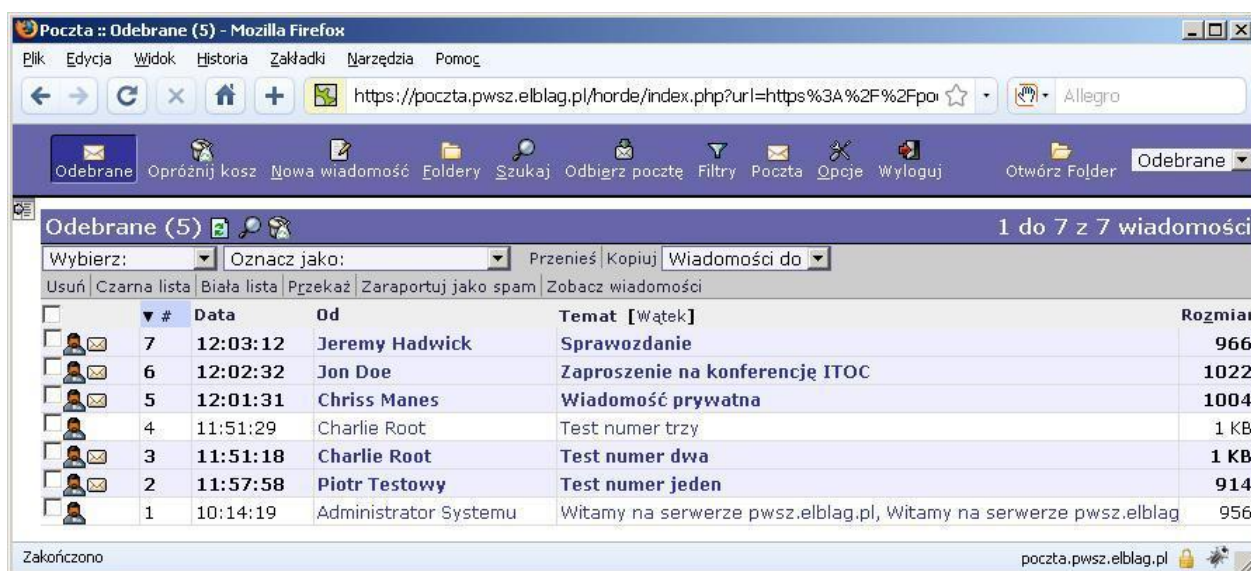 Poczta :: Odebrane (5) - Mozilla Firefox
Plik Edycja Widok Historia Zakładki Narzędzia Pomoc
https://poczta.pwsz.elblag.pl/horde/index.php?url=https%3A%2F%2Fpoi Allegro
Odebrane Opróżnij kosz Nowa wiadomość Foldery Szukaj Odbierz pocztę Filtry Poczta Opcje Wyloguj Otwórz Folder Odebrane
Odebrane (5) 1 do 7 z 7 wiadomości
Wybierz: Oznacz jako: Przenieś Kopiuj Wiadomości do
Usuń Czarna lista Biała lista Przekaż Zaraportuj jako spam Zobacz wiadomości
# Data Od Temat [Wątek] Rozmiar
7 12:03:12 Jeremy Hadwick Sprawozdanie 966
6 12:02:32 Jon Doe Zaproszenie na konferencję ITOC 1022
5 12:01:31 Chriss Manes Wiadomość prywatna 1004
4 11:51:29 Charlie Root Test numer trzy 1 KB
3 11:51:18 Charlie Root Test numer dwa 1 KB
2 11:57:58 Piotr Testowy Test numer jeden 914
1 10:14:19 Administrator Systemu Witamy na serwerze pwsz.elblag.pl, Witamy na serwerze pwsz.elblag 956
Zakończono poczta.pwsz.elblag.pl